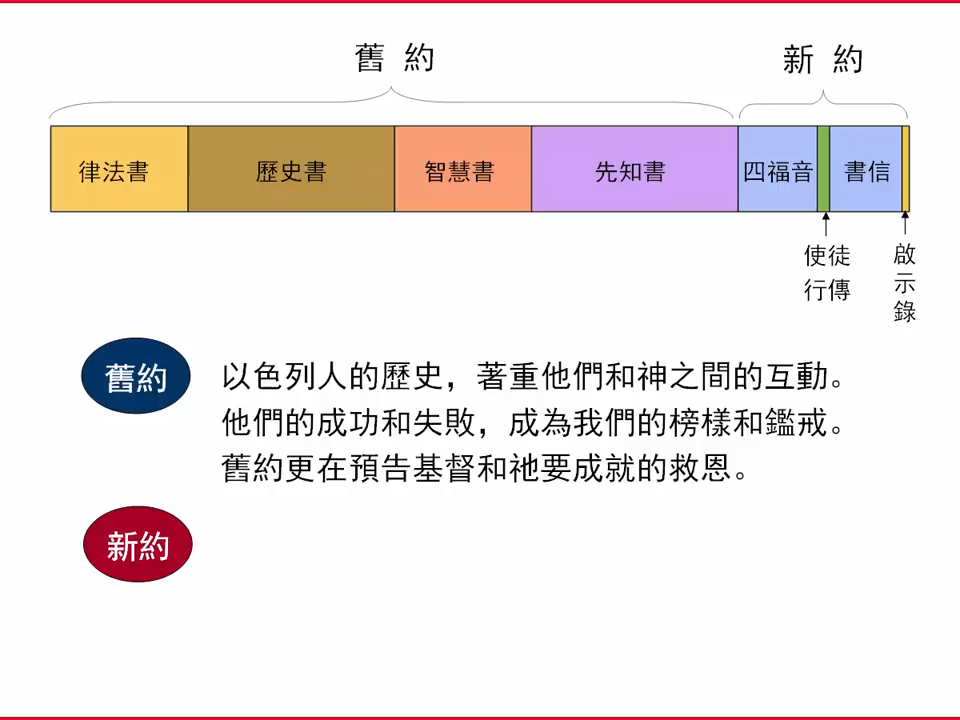 舊 約
新 約
律法書
歷史書
智慧書
先知書
四福音
書信
使徒
行傳
啟
示
錄
舊約
以色列人的歷史，著重他們和神之間的互動。
他們的成功和失敗，成為我們的榜樣和鑑戒。
舊約更在預告基督和祂要成就的救恩。
新約